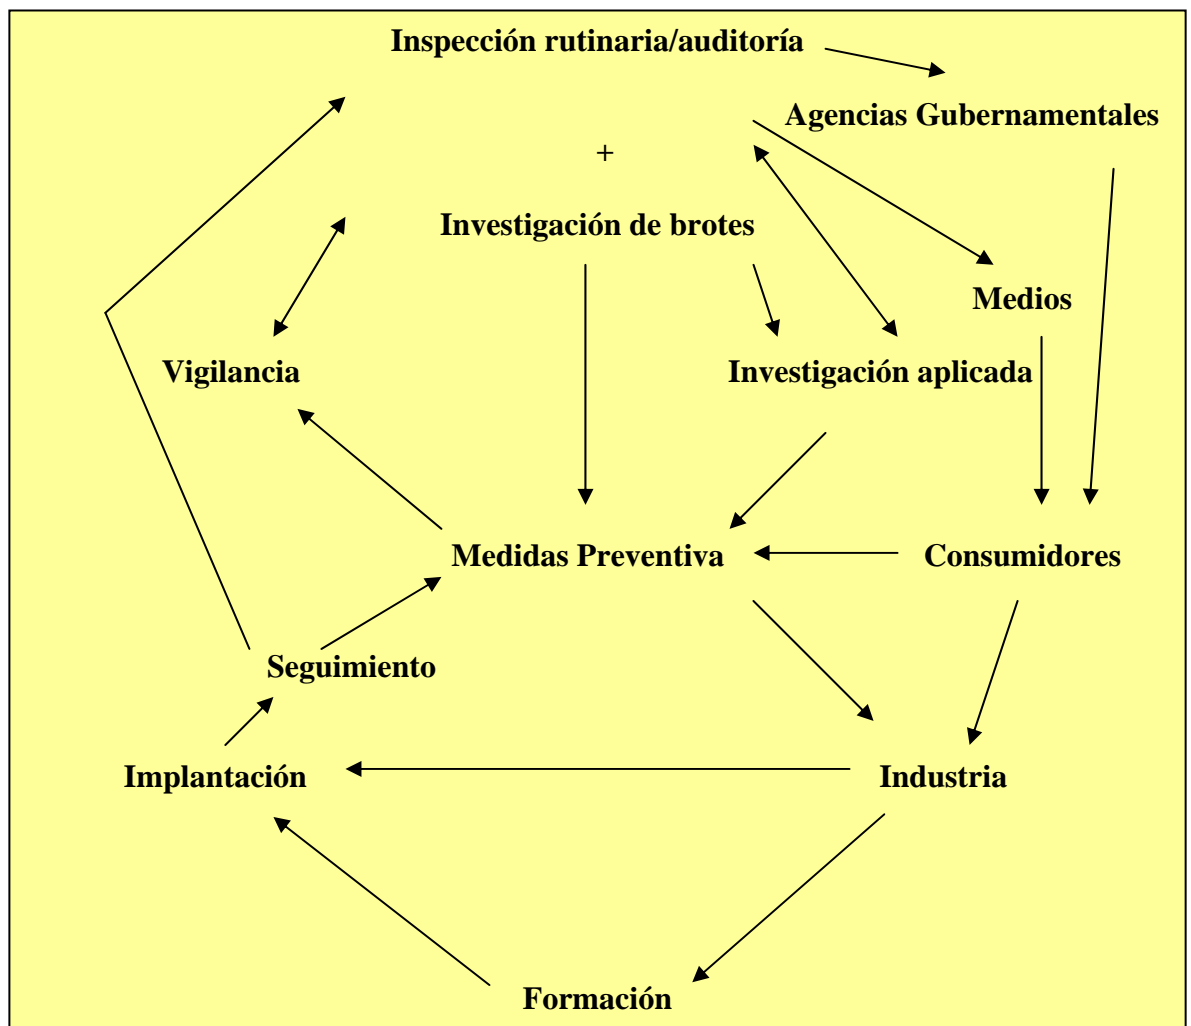 Inspección rutinaria/auditoría
Agencias Gubernamentales
+
Investigación de brotes
Medios
Vigilancia
Investigación aplicada
Medidas Preventiva
Consumidores
Seguimiento
Implantación
Industria
Formación